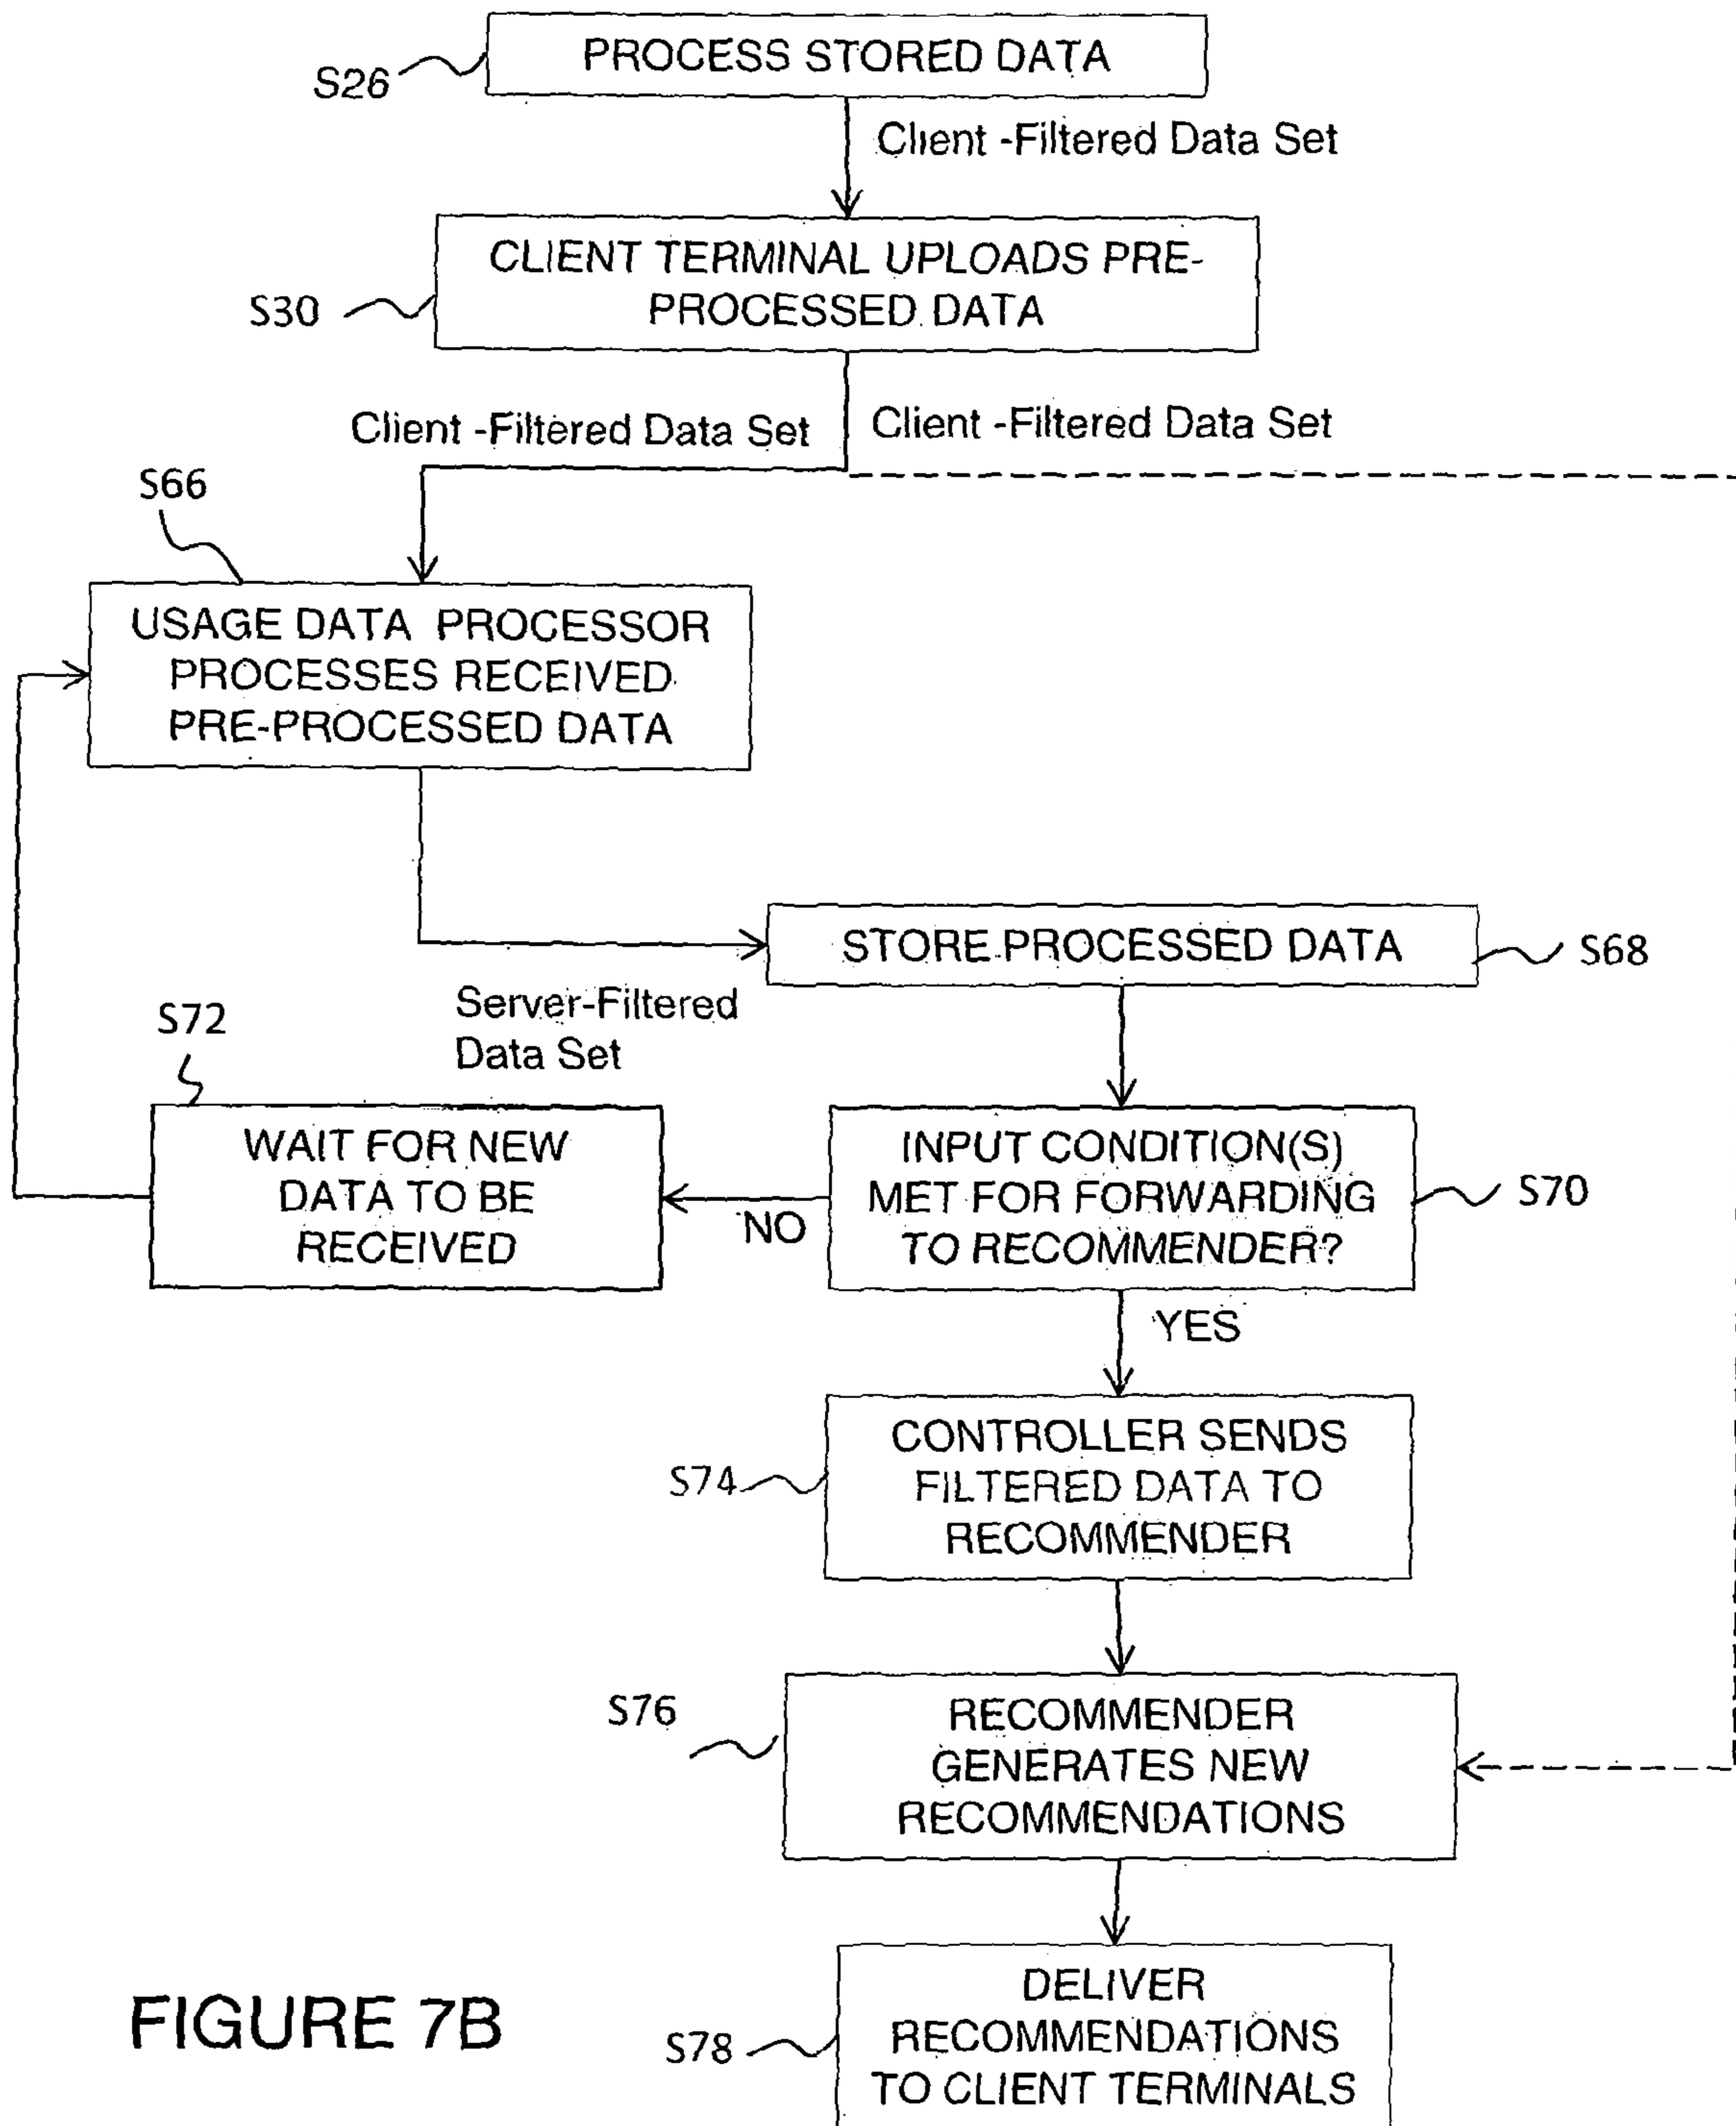 PROCESS STORED DATA
S26
Client -Filtered Data Set
CLIENT TERMINAL UPLOADS PRE-
PROCESSED DATA
S30
Client -Filtered Data Set
Client -Filtered Data Set
S66
USAGE DATA PROCESSOR
PROCESSES RECEIVED
PRE-PROCESSED DATA
STORE PROCESSED DATA
S68
Server-Filtered
Data Set
S72
WAIT FOR NEW
DATA TO BE
RECEIVED
NO
INPUT CONDITION(S)
MET FOR FORWARDING
TO RECOMMENDER?
S70
YES
CONTROLLER SENDS
FILTERED DATA TO
RECOMMENDER
S74
S76
RECOMMENDER
GENERATES NEW
RECOMMENDATIONS
DELIVER
RECOMMENDATIONS
TO CLIENT TERMINALS
S78
FIGURE 7B